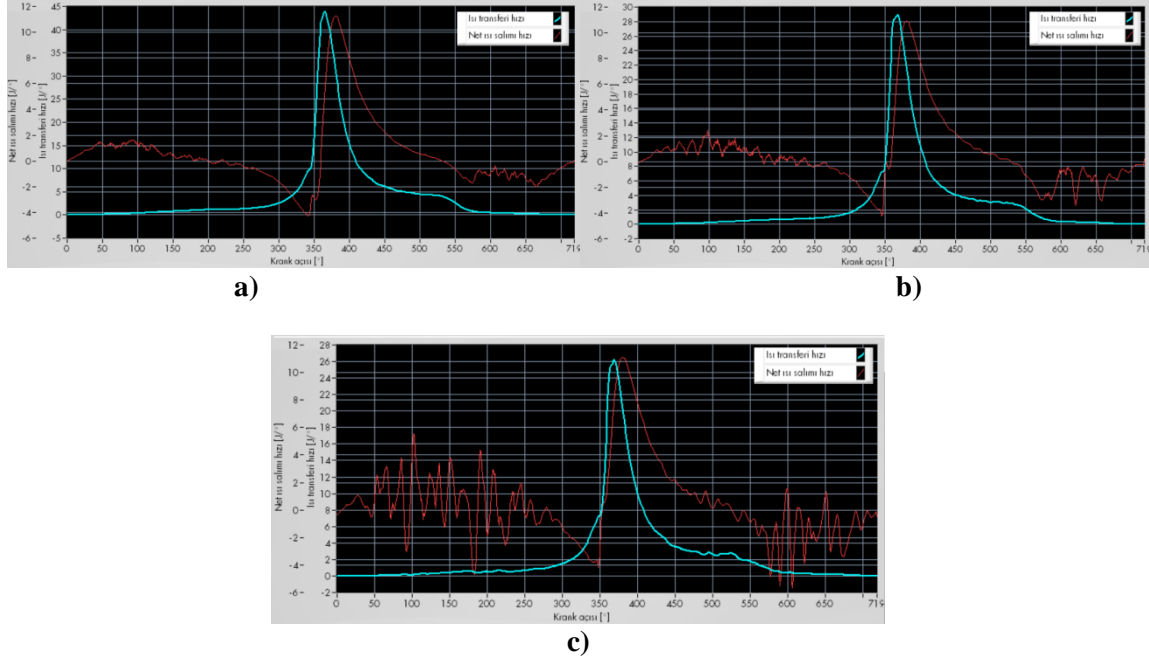 Isı transferi hızı
Net ısı salımı hızı
Net ısı salımı hızı [J/°]
Isı transferi hızı [J/°]
12 10 8 6 4 2 0 -2 -4 -6
45 40 35 30 25 20 15 10 5 0 -5
0 50 100 150 200 250 300 350 400 450 500 550 600 650 719
Krank açısı [°]
a)
Isı transferi hızı
Net ısı salımı hızı
Net ısı salımı hızı [J/°]
Isı transferi hızı [J/°]
12 10 8 6 4 2 0 -2 -4 -6
30 28 26 24 22 20 18 16 14 12 10 8 6 4 2 0 -2
0 50 100 150 200 250 300 350 400 450 500 550 600 650 719
Krank açısı [°]
b)
Isı transferi hızı
Net ısı salımı hızı
Net ısı salımı hızı [J/°]
Isı transferi hızı [J/°]
12 10 8 6 4 2 0 -2 -4 -6
28 26 24 22 20 18 16 14 12 10 8 6 4 2 0 -2
0 50 100 150 200 250 300 350 400 450 500 550 600 650 719
Krank açısı [°]
c)